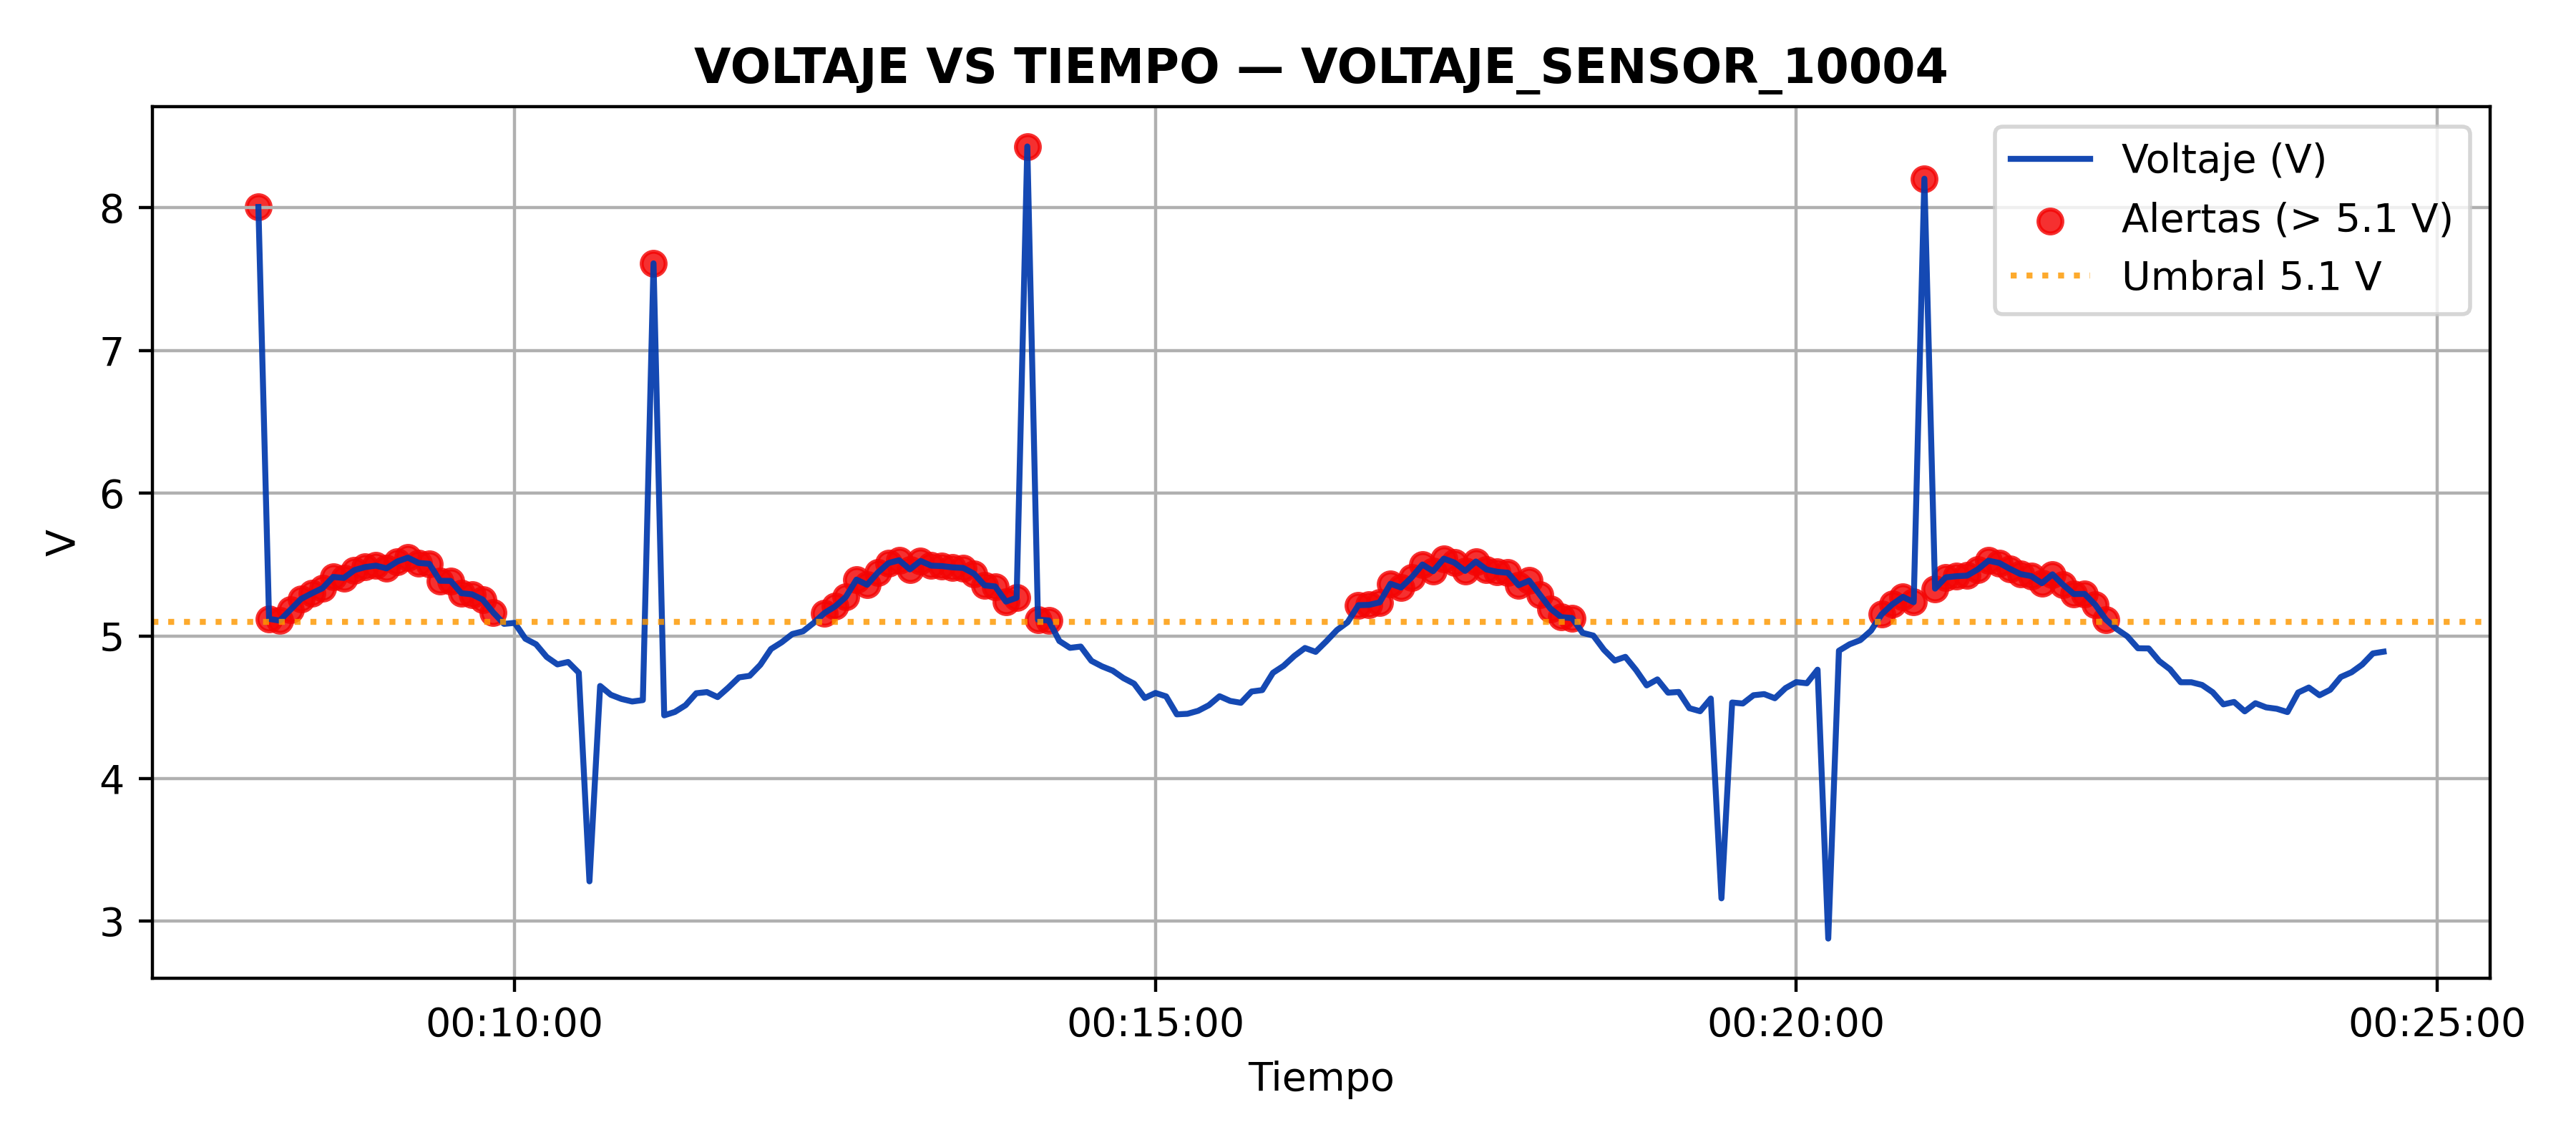 VOLTAJE VS TIEMPO — VOLTAJE_SENSOR_10004
Voltaje (V)
Alertas (> 5.1 V)
Umbral 5.1 V
8
7
6
5
4
3
V
00:10:00
00:15:00
00:20:00
00:25:00
Tiempo